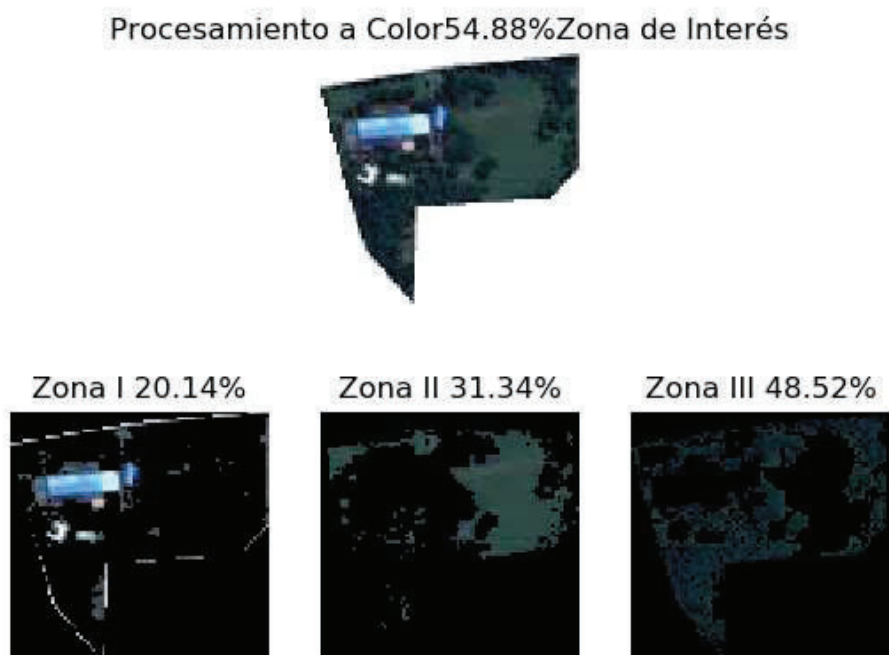 Procesamiento a Color54.88%Zona de Interés
Zona I 20.14%
Zona II 31.34%
Zona III 48.52%